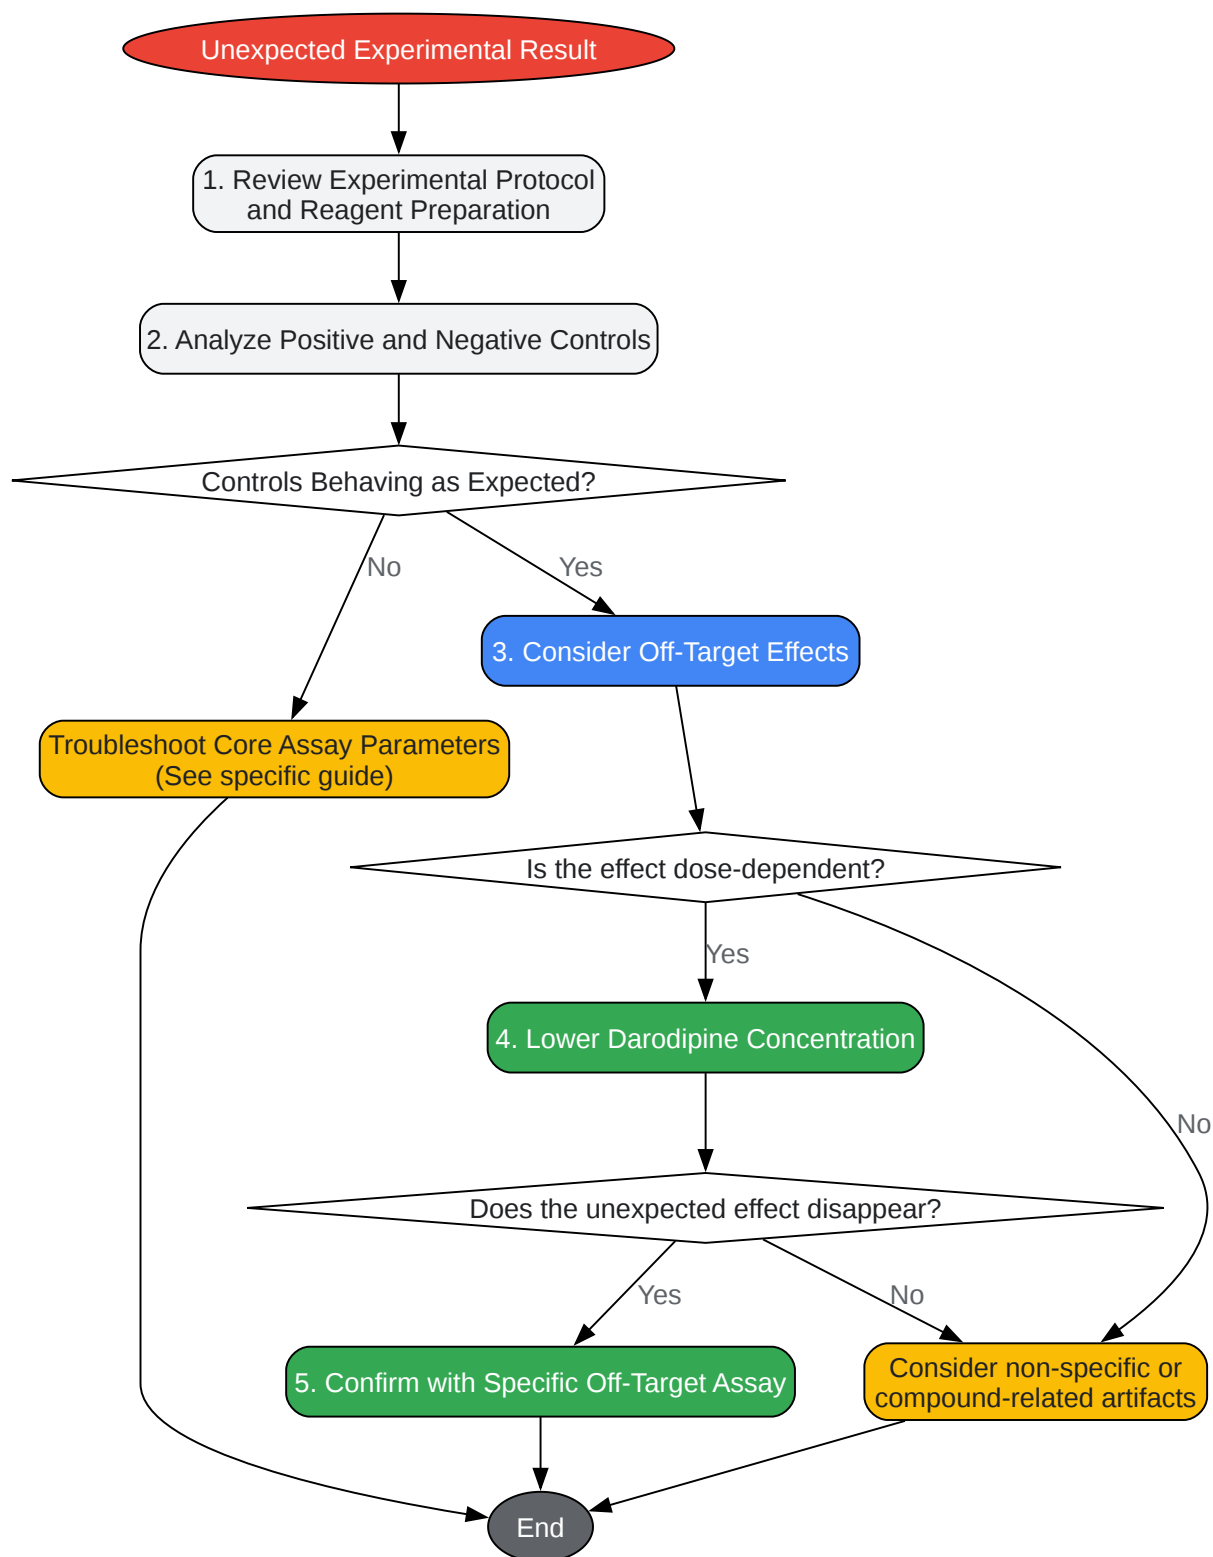 Unexpected Experimental Result
1. Review Experimental Protocol
and Reagent Preparation
2. Analyze Positive and Negative Controls
Controls Behaving as Expected?
No
Yes
3. Consider Off-Target Effects
Troubleshoot Core Assay Parameters
(See specific guide)
Is the effect dose-dependent?
Yes
4. Lower Darodipine Concentration
No
Does the unexpected effect disappear?
Yes
No
5. Confirm with Specific Off-Target Assay
Consider non-specific or
compound-related artifacts
End